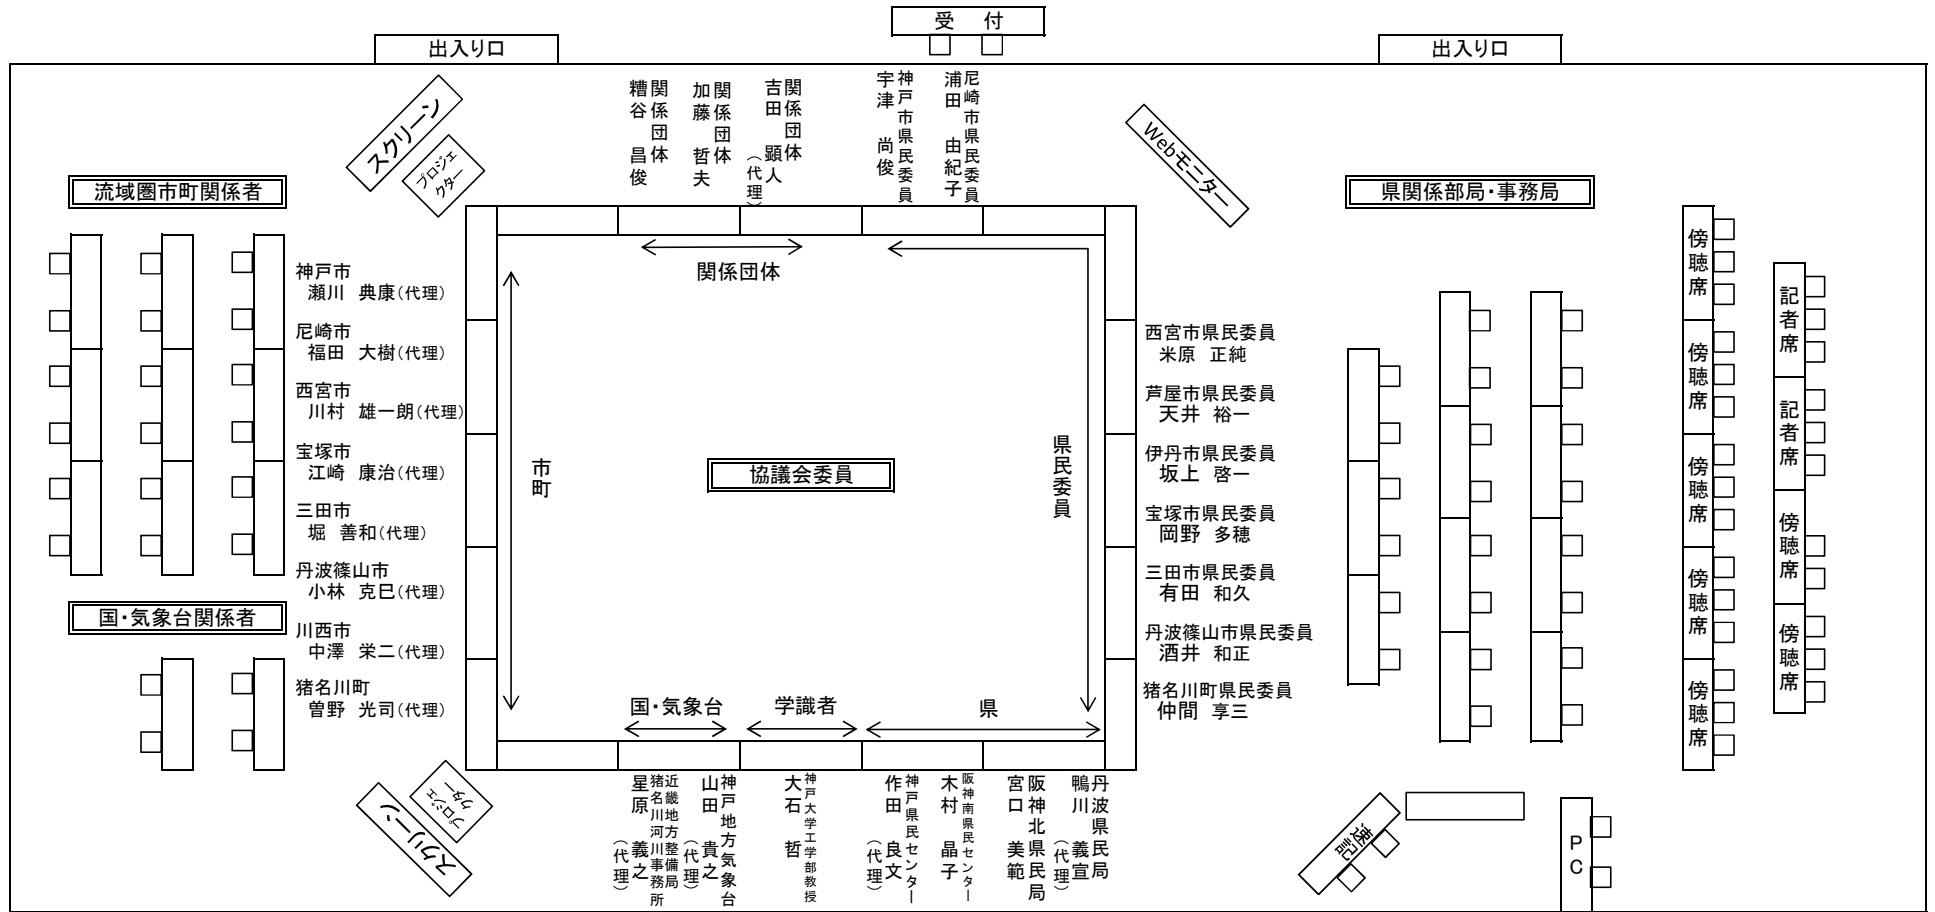 受　付
出入り口
出入り口
スクリーン
プロジェクター
関係団体
糟谷　昌俊
関係団体
加藤　哲夫
関係団体
吉田　顕人
（代理）
神戸市県民委員
宇津　尚俊
尼崎市県民委員
浦田　由紀子
Webモニター
流域圏市町関係者
県関係部局・事務局
神戸市
瀬川　典康(代理)
尼崎市
福田　大樹(代理)
西宮市
川村　雄一朗(代理)
宝塚市
江崎　康治(代理)
三田市
堀　善和(代理)
丹波篠山市
小林　克巳(代理)
川西市
中澤　栄二(代理)
猪名川町
曽野　光司(代理)
国・気象台関係者
関係団体
市町
協議会委員
県民委員
国・気象台
学識者
県
西宮市県民委員
米原　正純
芦屋市県民委員
天井　裕一
伊丹市県民委員
坂上　啓一
宝塚市県民委員
岡野　多穂
三田市県民委員
有田　和久
丹波篠山市県民委員
酒井　和正
猪名川町県民委員
仲間　享三
傍聴席
傍聴席
傍聴席
傍聴席
傍聴席
記者席
記者席
傍聴席
傍聴席
プロジェクター
スクリーン
近畿地方整備局
猪名川河川事務所
星原　義之
（代理）
神戸地方気象台
山田　貴之
（代理）
神戸大学工学部教授
大石　哲
神戸県民センター
作田　良文
（代理）
阪神南県民センター
木村　晶子
阪神北県民局
宮口　美範
丹波県民局
鴨川　義宣
（代理）
速記
PC